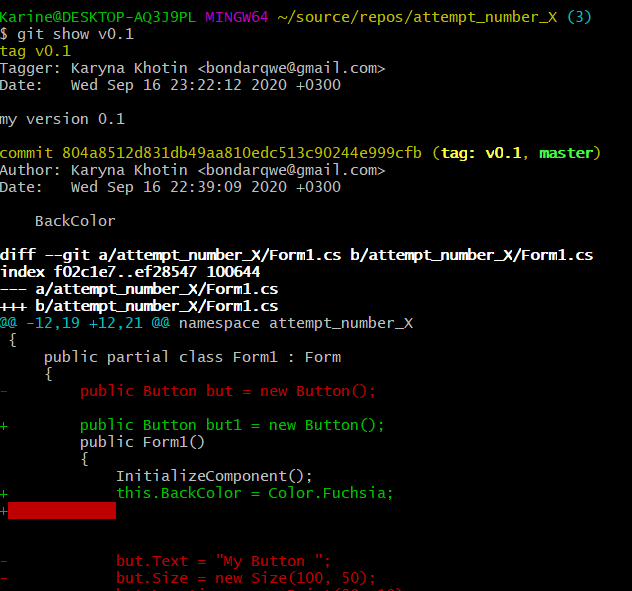 Karine@DESKTOP-AQ3J9PL MINGW64 ~/source/repos/attempt_number_X (3)
$ git show v0.1
tag v0.1
Tagger: Karyna Khotin <bondarqwe@gmail.com>
Date:   Wed Sep 16 23:22:12 2020 +0300
my version 0.1
commit 804a8512d831db49aa810edc513c90244e999cfb (tag: v0.1, master)
Author: Karyna Khotin <bondarqwe@gmail.com>
Date:   Wed Sep 16 22:39:09 2020 +0300
    BackColor
diff --git a/attempt_number_X/Form1.cs b/attempt_number_X/Form1.cs
index f02c1e7..ef28547 100644
--- a/attempt_number_X/Form1.cs
+++ b/attempt_number_X/Form1.cs
@@ -12,19 +12,21 @@ namespace attempt_number_X
 {
     public partial class Form1 : Form
     {
-        public Button but = new Button();
+        public Button but1 = new Button();
         public Form1()
         {
             InitializeComponent();
+            this.BackColor = Color.Fuchsia;
+
-            but.Text = "My Button ";
-            but.Size = new Size(100, 50);